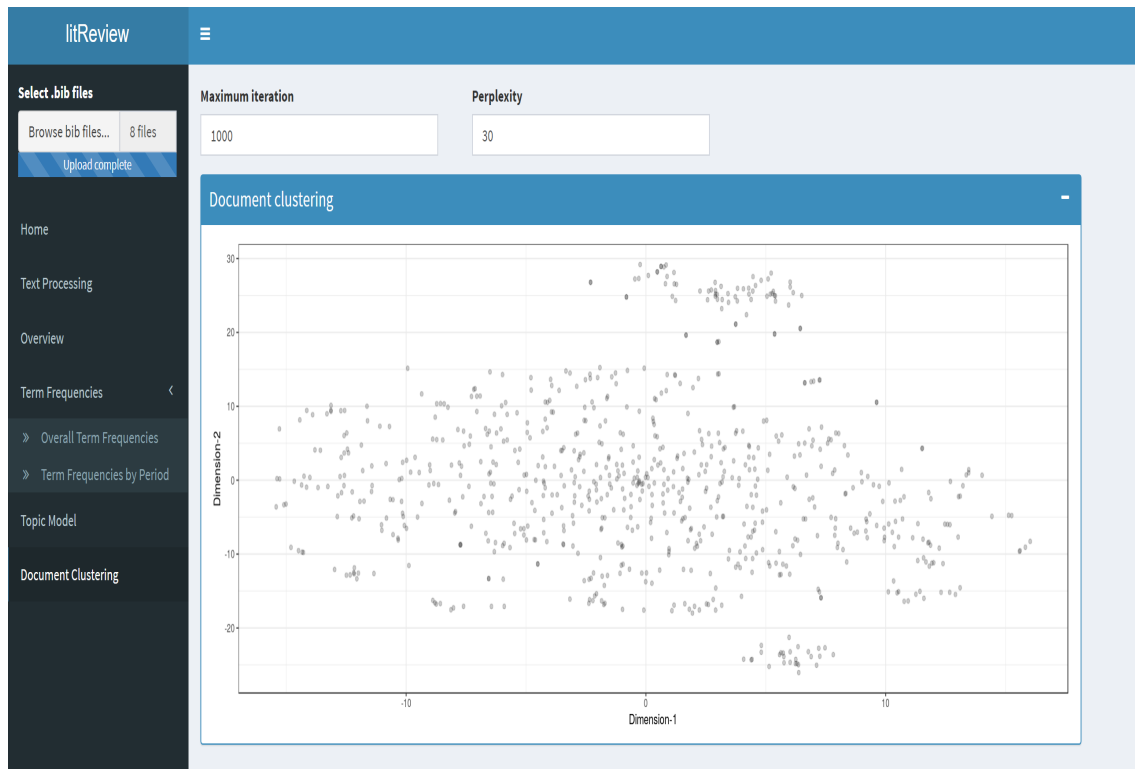 litReview
Select .bib files
Browse bib files... 8 files
Upload complete
Home
Text Processing
Overview
Term Frequencies
» Overall Term Frequencies
» Term Frequencies by Period
Topic Model
Document Clustering
Maximum iteration Perplexity
1000 30
Document clustering
30
20
10
0
-10
-20
Dimension-2
-10 0 10
Dimension-1